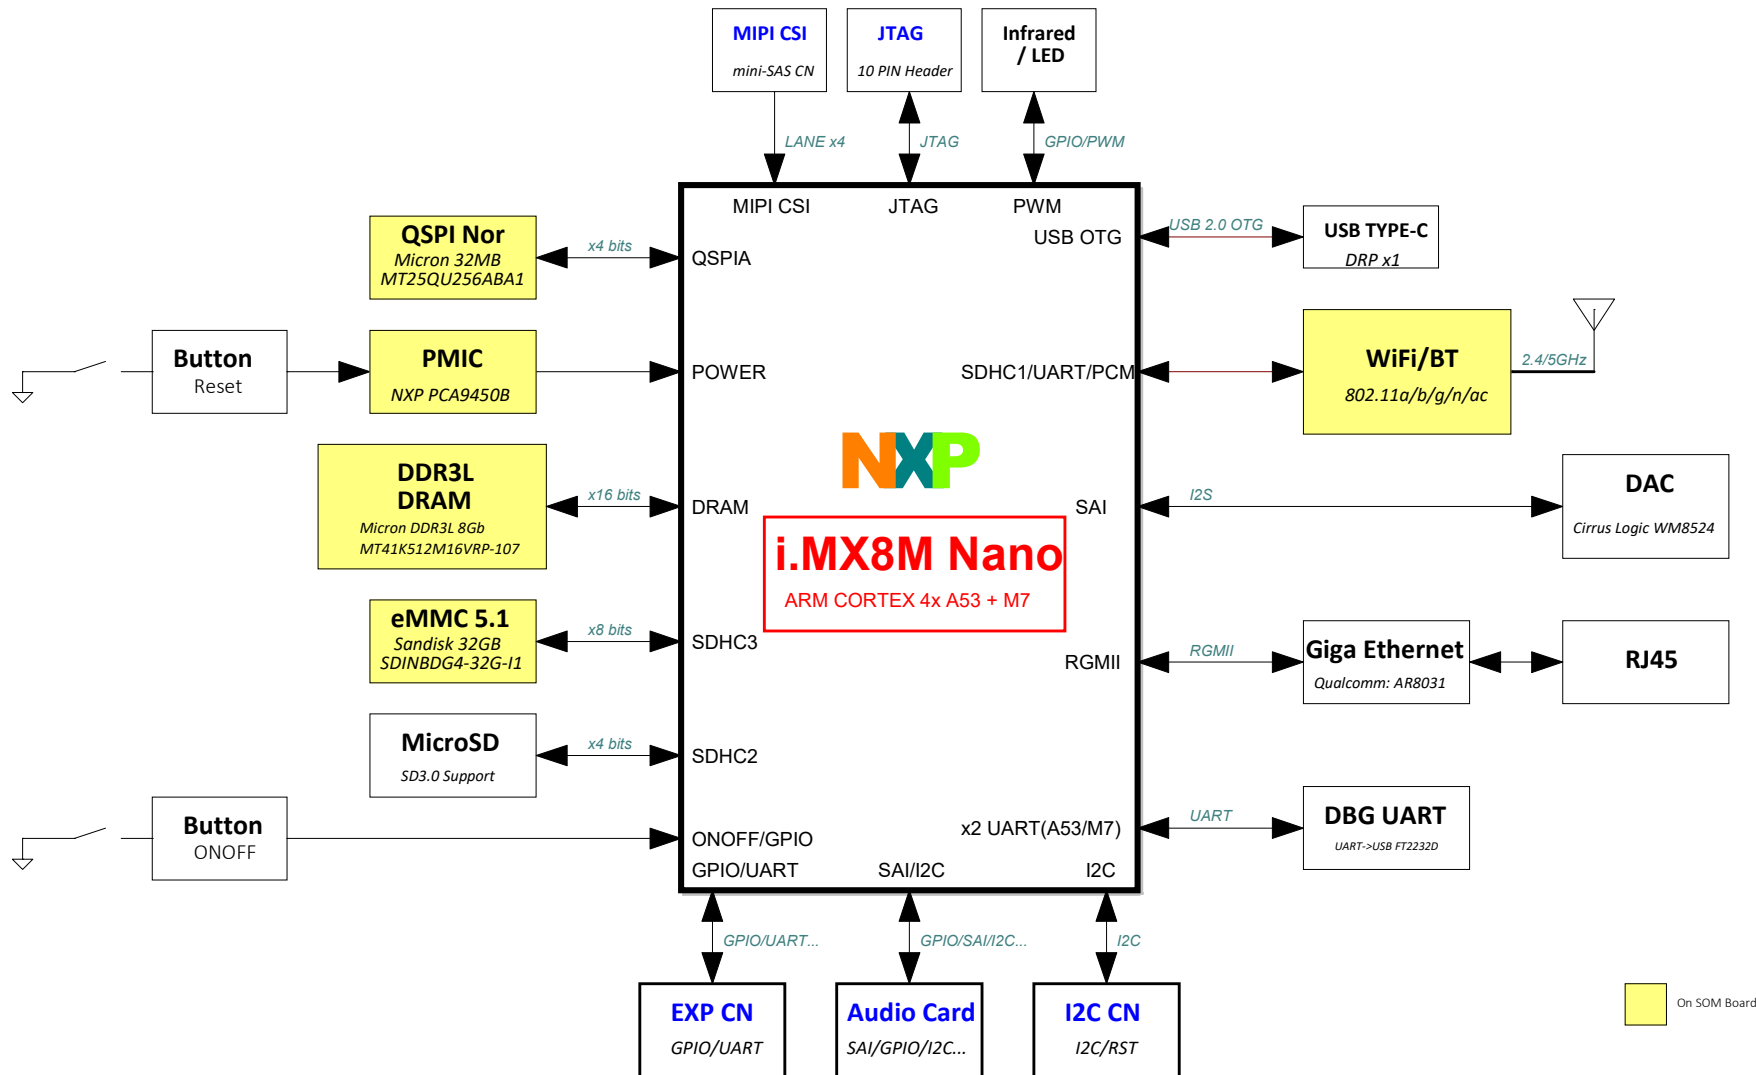 MIPI CSI
mini-SAS CN
JTAG
10 PIN Header
Infrared
/ LED
LANE x4
JTAG
GPIO/PWM
MIPI CSI
JTAG
PWM
QSPI Nor
Micron 32MB
MT25QU256ABA1
x4 bits
QSPIA
USB OTG
USB 2.0 OTG
USB TYPE-C
DRP x1
Button
Reset
PMIC
NXP PCA9450B
POWER
SDHC1/UART/PCM
WiFi/BT
802.11a/b/g/n/ac
2.4/5GHz
DDR3L
DRAM
Micron DDR3L 8Gb
MT41K512M16VRP-107
x16 bits
DRAM
NXP
i.MX8M Nano
ARM CORTEX 4x A53 + M7
SAI
I2S
DAC
Cirrus Logic WM8524
eMMC 5.1
Sandisk 32GB
SDINBDG4-32G-I1
x8 bits
SDHC3
RGMII
RGMII
Giga Ethernet
Qualcomm: AR8031
RJ45
MicroSD
SD3.0 Support
x4 bits
SDHC2
Button
ONOFF
ONOFF/GPIO
x2 UART(A53/M7)
UART
DBG UART
UART->USB FT2232D
GPIO/UART
SAI/I2C
I2C
GPIO/UART...
GPIO/SAI/I2C...
I2C
EXP CN
GPIO/UART
Audio Card
SAI/GPIO/I2C...
I2C CN
I2C/RST
On SOM Board